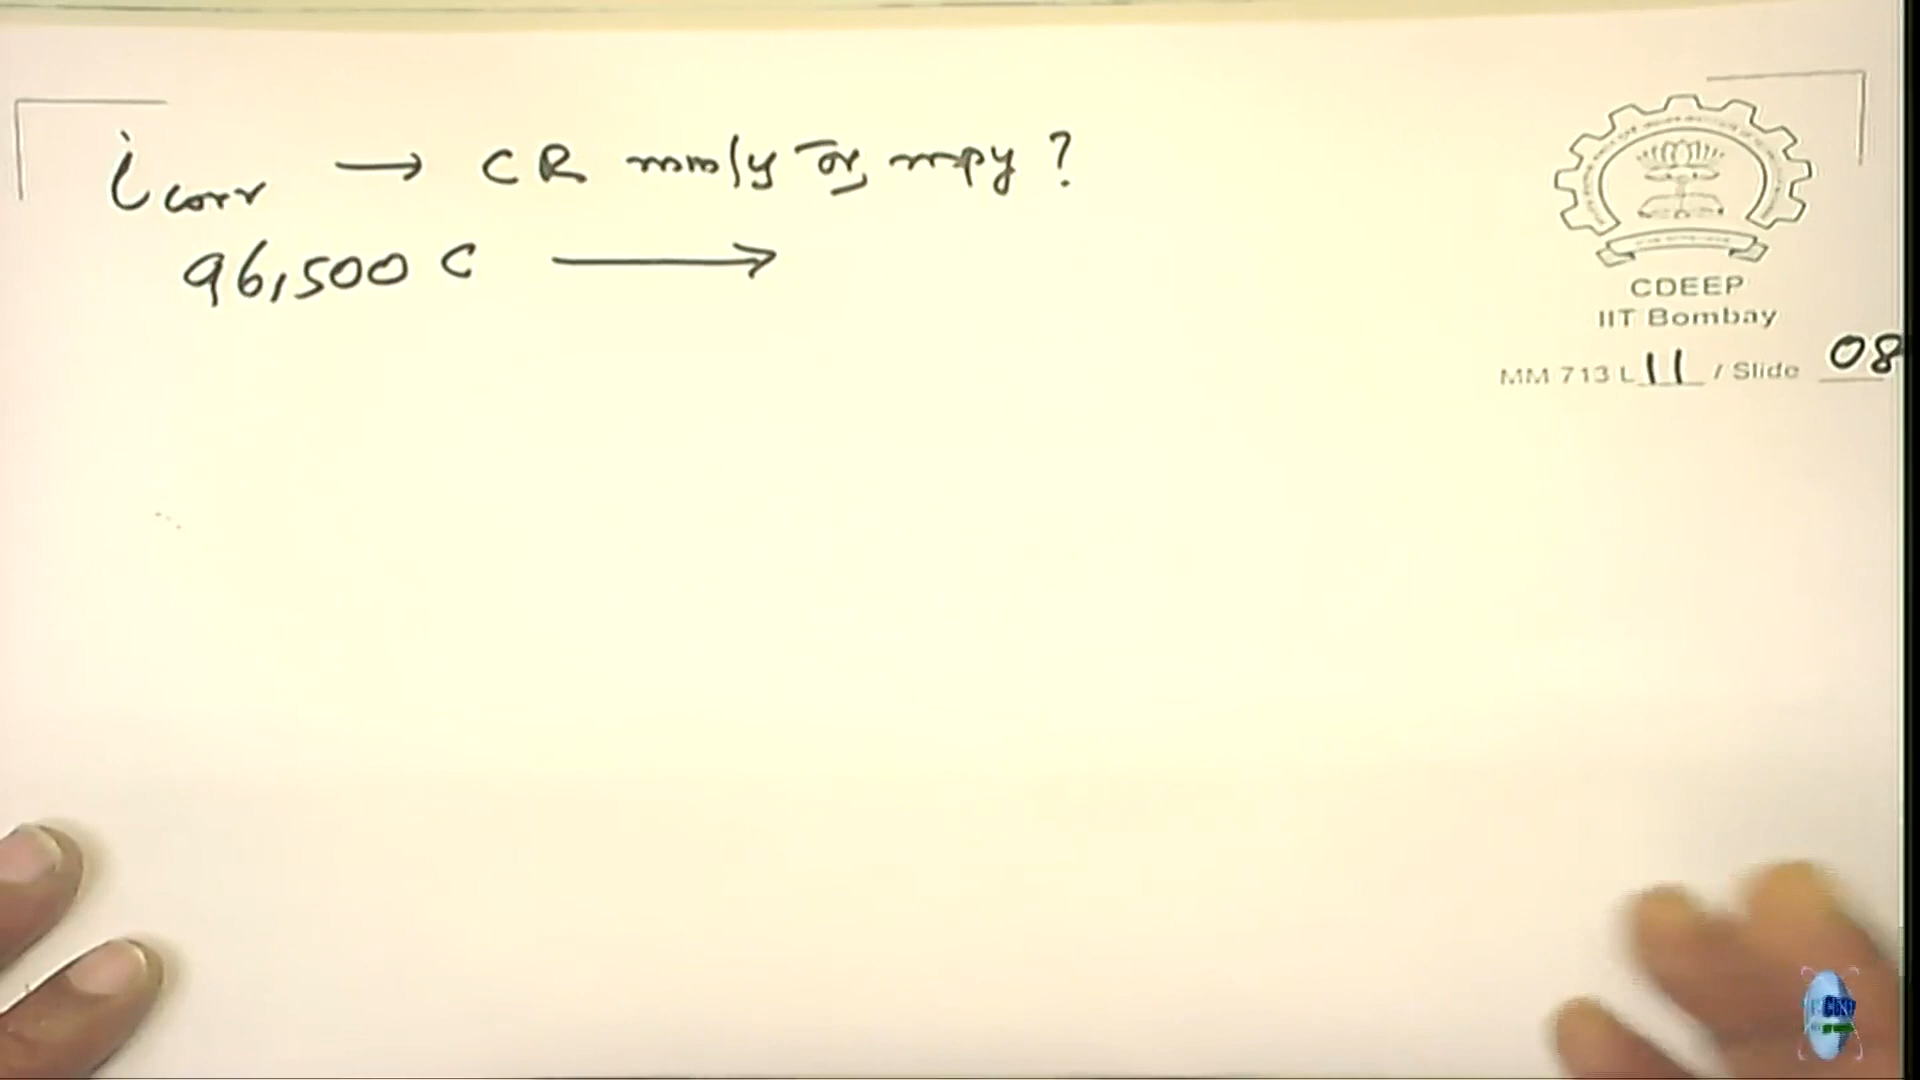 i corr → CR mm/y or mpy ?
96,500 C →
CDEEP
IIT Bombay
MM 713 L 11 / Slide 08